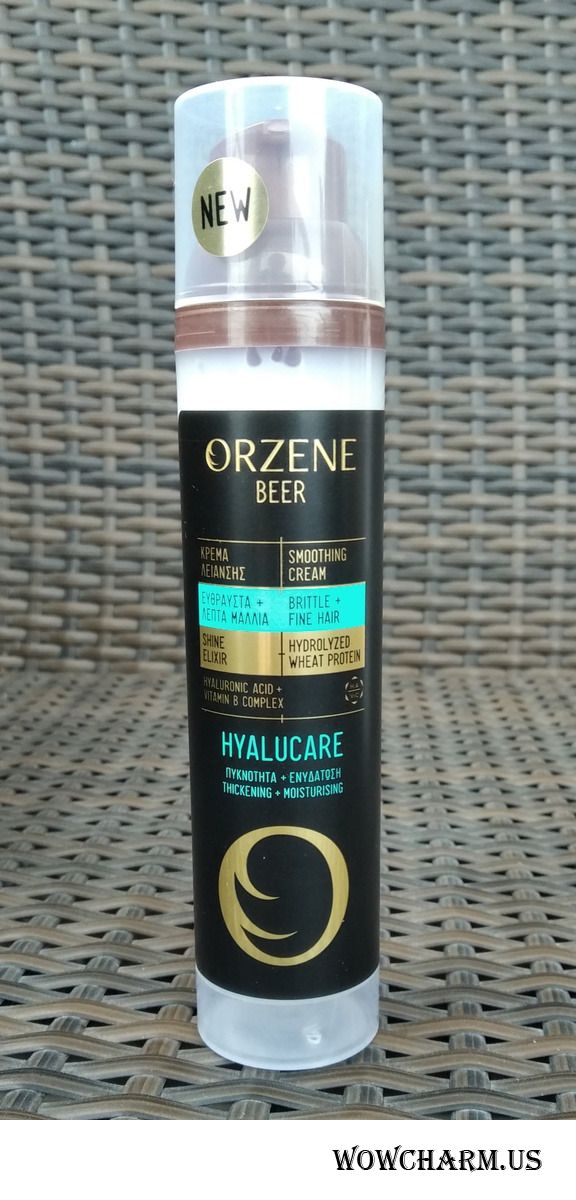 NEW
ORZENE
BEER
ΚΡΕΜΑ
ΛΕΙΑΝΣΗΣ
SMOOTHING
CREAM
ΕΥΘΡΑΥΣΤΑ +
ΛΕΠΤΑ ΜΑΛΛΙΑ
BRITTLE +
FINE HAIR
SHINE
ELIXIR
HYDROLYZED
WHEAT PROTEIN
HYALURONIC ACID +
VITAMIN B COMPLEX
HYALUCARE
ΠΥΚΝΟΤΗΤΑ + ΕΝΥΔΑΤΩΣΗ
THICKENING + MOISTURISING
WOWCHARM.US